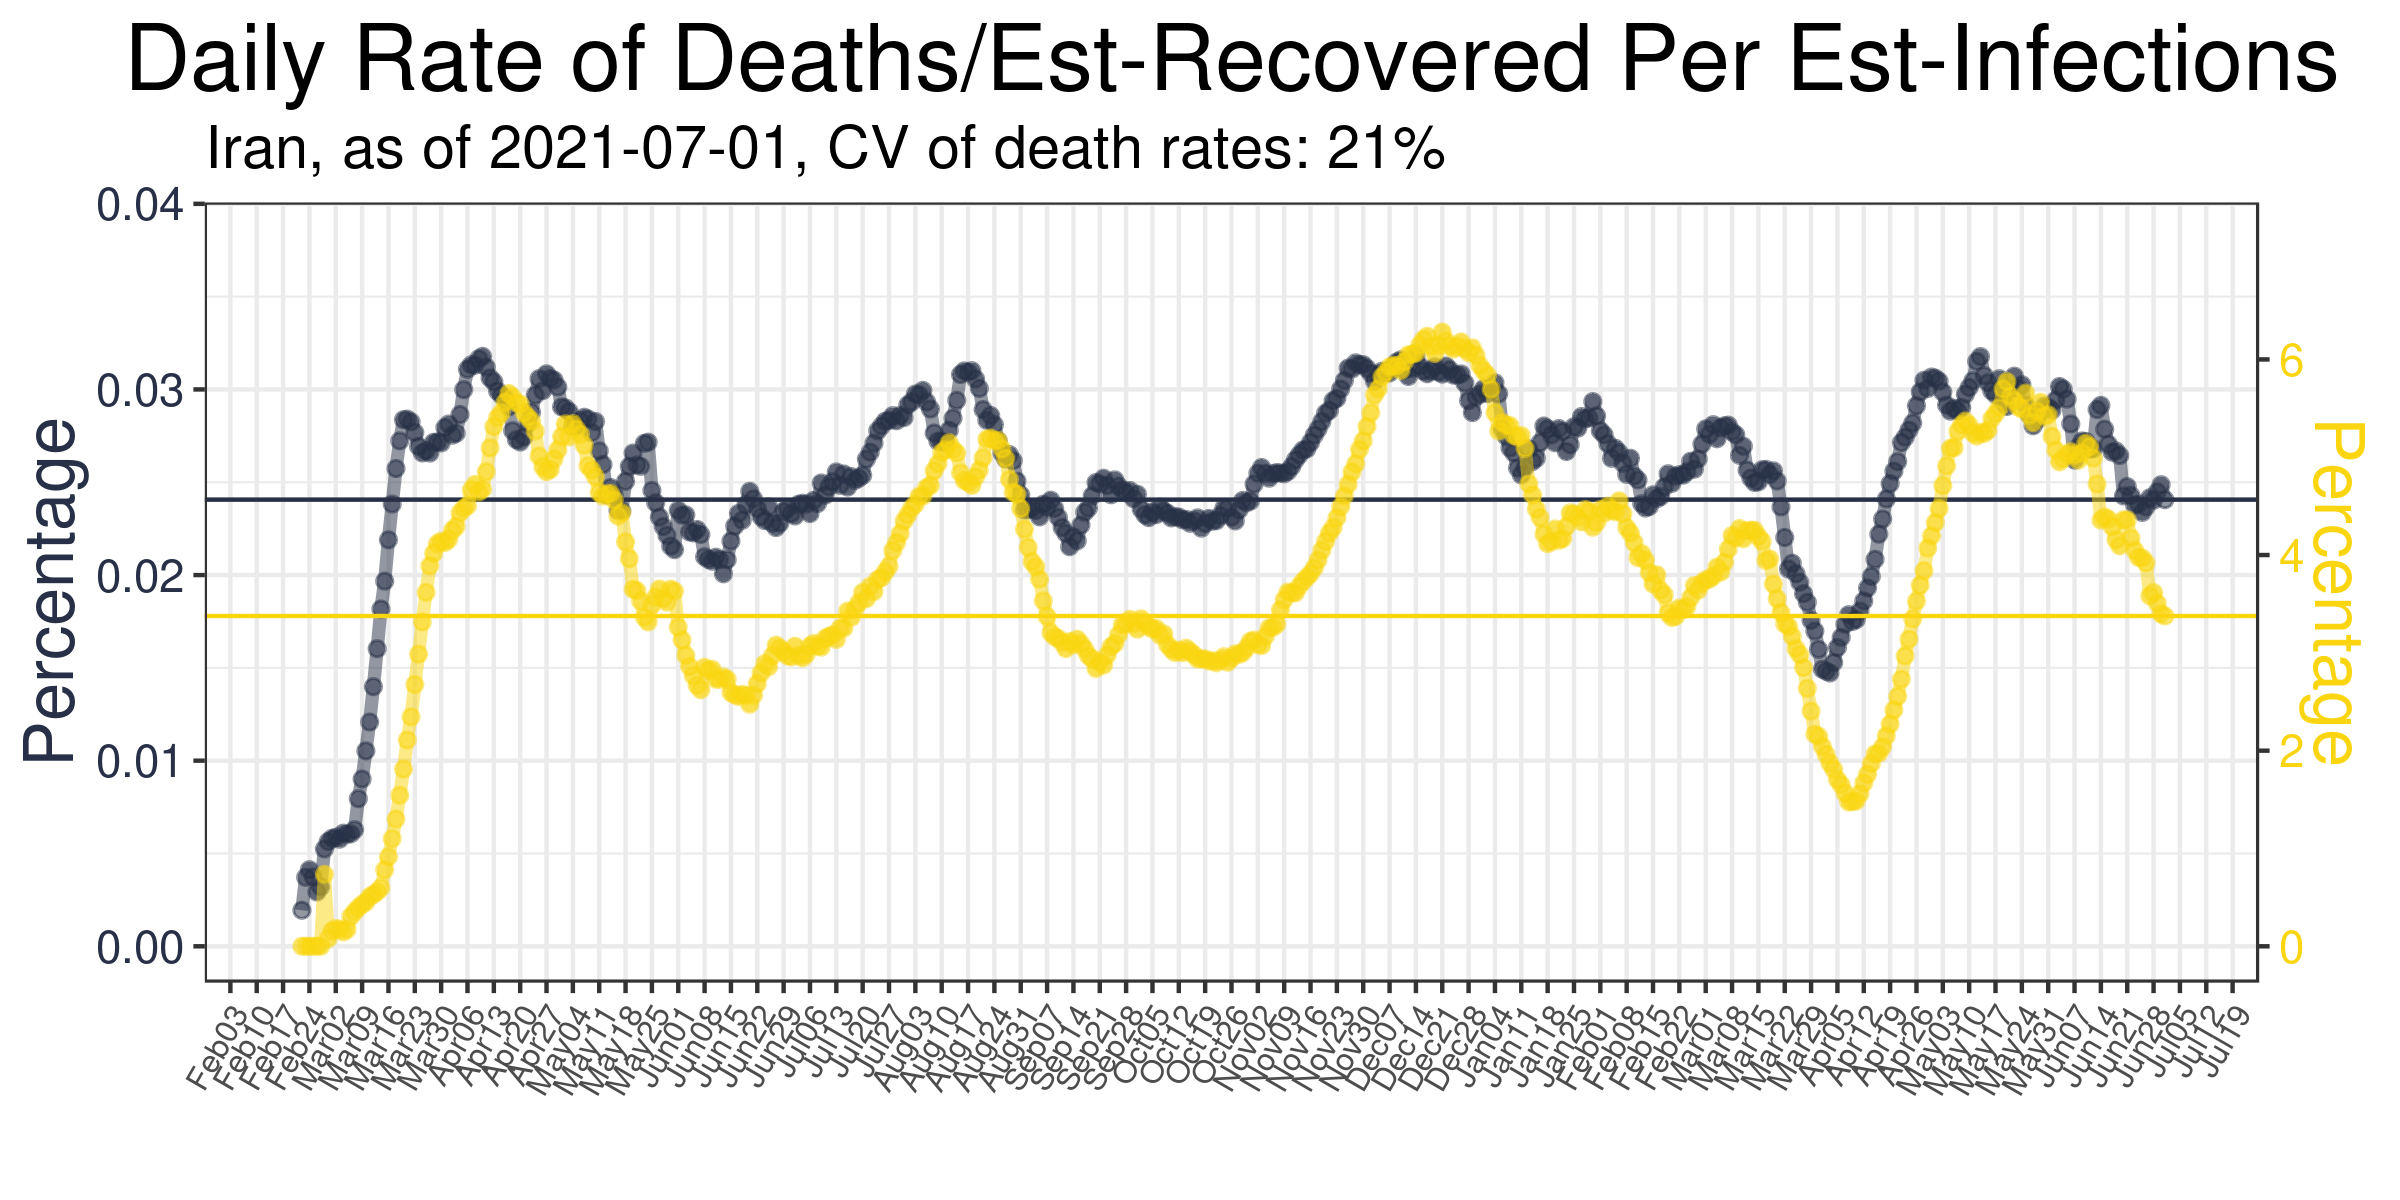 Daily Rate of Deaths/Est-Recovered Per Est-Infections
Iran, as of 2021-07-01, CV of death rates: 21%
Percentage
0.04
0.03
0.02
0.01
0.00
6
4
2
0
Percentage
Feb03
Feb10
Feb17
Feb24
Mar02
Mar09
Mar16
Mar23
Mar30
Apr06
Apr13
Apr20
Apr27
May04
May11
May18
May25
Jun01
Jun08
Jun15
Jun22
Jun29
Jul06
Jul13
Jul20
Jul27
Aug03
Aug10
Aug17
Aug24
Aug31
Sep07
Sep14
Sep21
Sep28
Oct05
Oct12
Oct19
Oct26
Nov02
Nov09
Nov16
Nov23
Nov30
Dec07
Dec14
Dec21
Dec28
Jan04
Jan11
Jan18
Jan25
Feb01
Feb08
Feb15
Feb22
Mar01
Mar08
Mar15
Mar22
Mar29
Apr05
Apr12
Apr19
Apr26
May03
May10
May17
May24
May31
Jun07
Jun14
Jun21
Jun28
Jul05
Jul12
Jul19